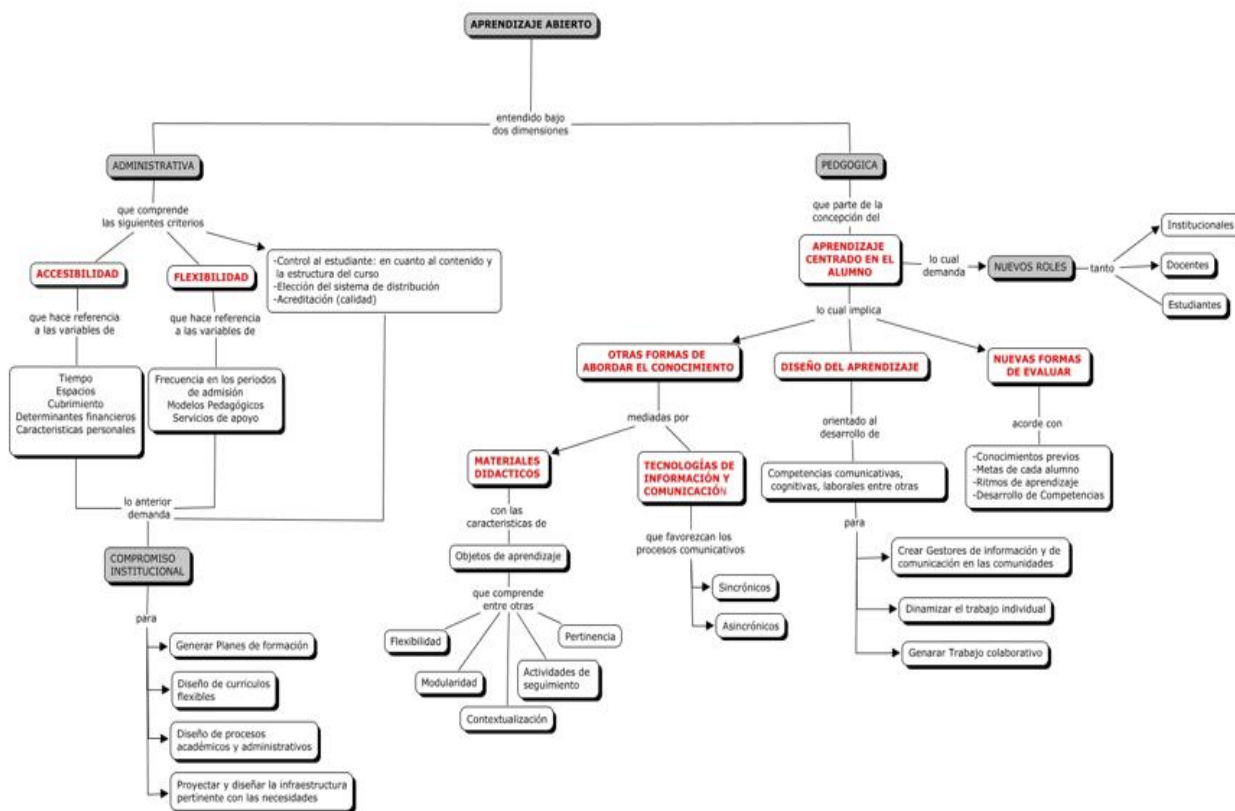 APRENDIZAJE ABIERTO
entendido bajo
dos dimensiones
ADMINISTRATIVA
que comprende
las siguientes criterios
ACCESIBILIDAD
FLEXIBILIDAD
-Control al estudiante: en cuanto al contenido y
la estructura del curso
-Elección del sistema de distribución
-Acreditación (calidad)
que hace referencia
a las variables de
que hace referencia
a las variables de
Tiempo
Espacios
Cubrimiento
Determinantes financieros
Caracteristicas personales
Frecuencia en los periodos
de admisión
Modelos Pedagógicos
Servicios de apoyo
lo anterior
demanda
COMPROMISO
INSTITUCIONAL
para
Generar Planes de formación
Diseño de curriculos
flexibles
Diseño de procesos
académicos y administrativos
Proyectar y diseñar la infraestructura
pertinente con las necesidades
PEDGOGICA
que parte de la
concepción del
APRENDIZAJE
CENTRADO EN EL
ALUMNO
lo cual
demanda
NUEVOS ROLES
tanto
Institucionales
Docentes
Estudiantes
lo cual implica
OTRAS FORMAS DE
ABORDAR EL CONOCIMIENTO
mediadas por
MATERIALES
DIDACTICOS
con las
caracteristicas de
Objetos de aprendizaje
que comprende
entre otras
Flexibilidad
Modularidad
Contextualización
Actividades de
seguimiento
Pertinencia
TECNOLOGÍAS DE
INFORMACIÓN Y
COMUNICACIÓN
que favorezcan los
procesos comunicativos
Sincrónicos
Asincrónicos
DISEÑO DEL APRENDIZAJE
orientado al
desarrollo de
Competencias comunicativas,
cognitivas, laborales entre otras
para
Crear Gestores de información y de
comunicación en las comunidades
Dinamizar el trabajo individual
Genarar Trabajo colaborativo
NUEVAS FORMAS
DE EVALUAR
acorde con
-Conocimientos previos
-Metas de cada alumno
-Ritmos de aprendizaje
-Desarrollo de Competencias